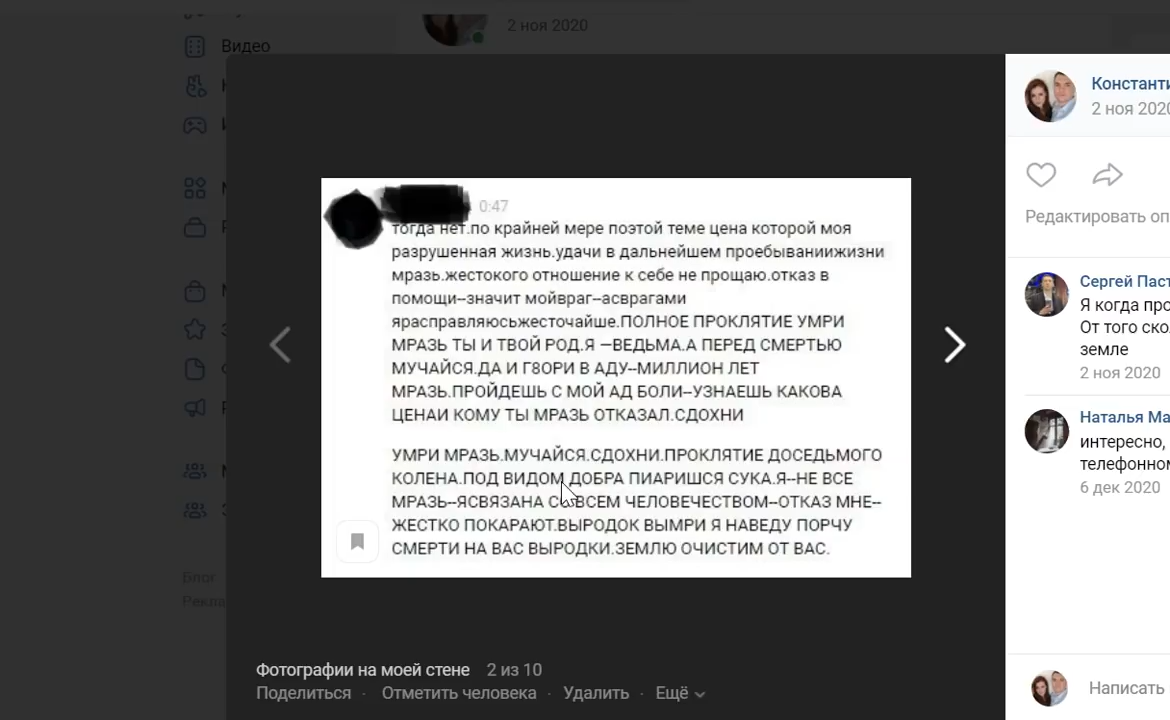 2 ноя 2020
Видео
Блог
0:47
тогда нет.по крайней мере поэтой теме цена которой моя
разрушенная жизнь.удачи в дальнейшем проебываниижизни
мразь.жестокого отношение к себе не прощаю.отказ в
помощи--значит мойвраг--асврагами
ярасправляюсьжесточайше.ПОЛНОЕ ПРОКЛЯТИЕ УМРИ
МРАЗЬ ТЫ И ТВОЙ РОД.Я –ВЕДЬМА.А ПЕРЕД СМЕРТЬЮ
МУЧАЙСЯ.ДА И Г8ОРИ В АДУ--МИЛЛИОН ЛЕТ
МРАЗЬ.ПРОЙДЕШЬ С МОЙ АД БОЛИ--УЗНАЕШЬ КАКОВА
ЦЕНАИ КОМУ ТЫ МРАЗЬ ОТКАЗАЛ.СДОХНИ
УМРИ МРАЗЬ.МУЧАЙСЯ.СДОХНИ.ПРОКЛЯТИЕ ДОСЕДЬМОГО
КОЛЕНА.ПОД ВИДОМ ДОБРА ПИАРИШСЯ СУКА.Я--НЕ ВСЕ
МРАЗЬ--ЯСВЯЗАНА СОВСЕМ ЧЕЛОВЕЧЕСТВОМ--ОТКАЗ МНЕ--
ЖЕСТКО ПОКАРАЮТ.ВЫРОДОК ВЫМРИ Я НАВЕДУ ПОРЧУ
СМЕРТИ НА ВАС ВЫРОДКИ.ЗЕМЛЮ ОЧИСТИМ ОТ ВАС.
Фотографии на моей стене 2 из 10
Поделиться · Отметить человека · Удалить · Ещё
Константи
2 ноя 2020
Редактировать оп
Сергей Паст
Я когда про
От того ско
земле
2 ноя 2020
Наталья Ма
интересно,
телефонно
6 дек 2020
Написать